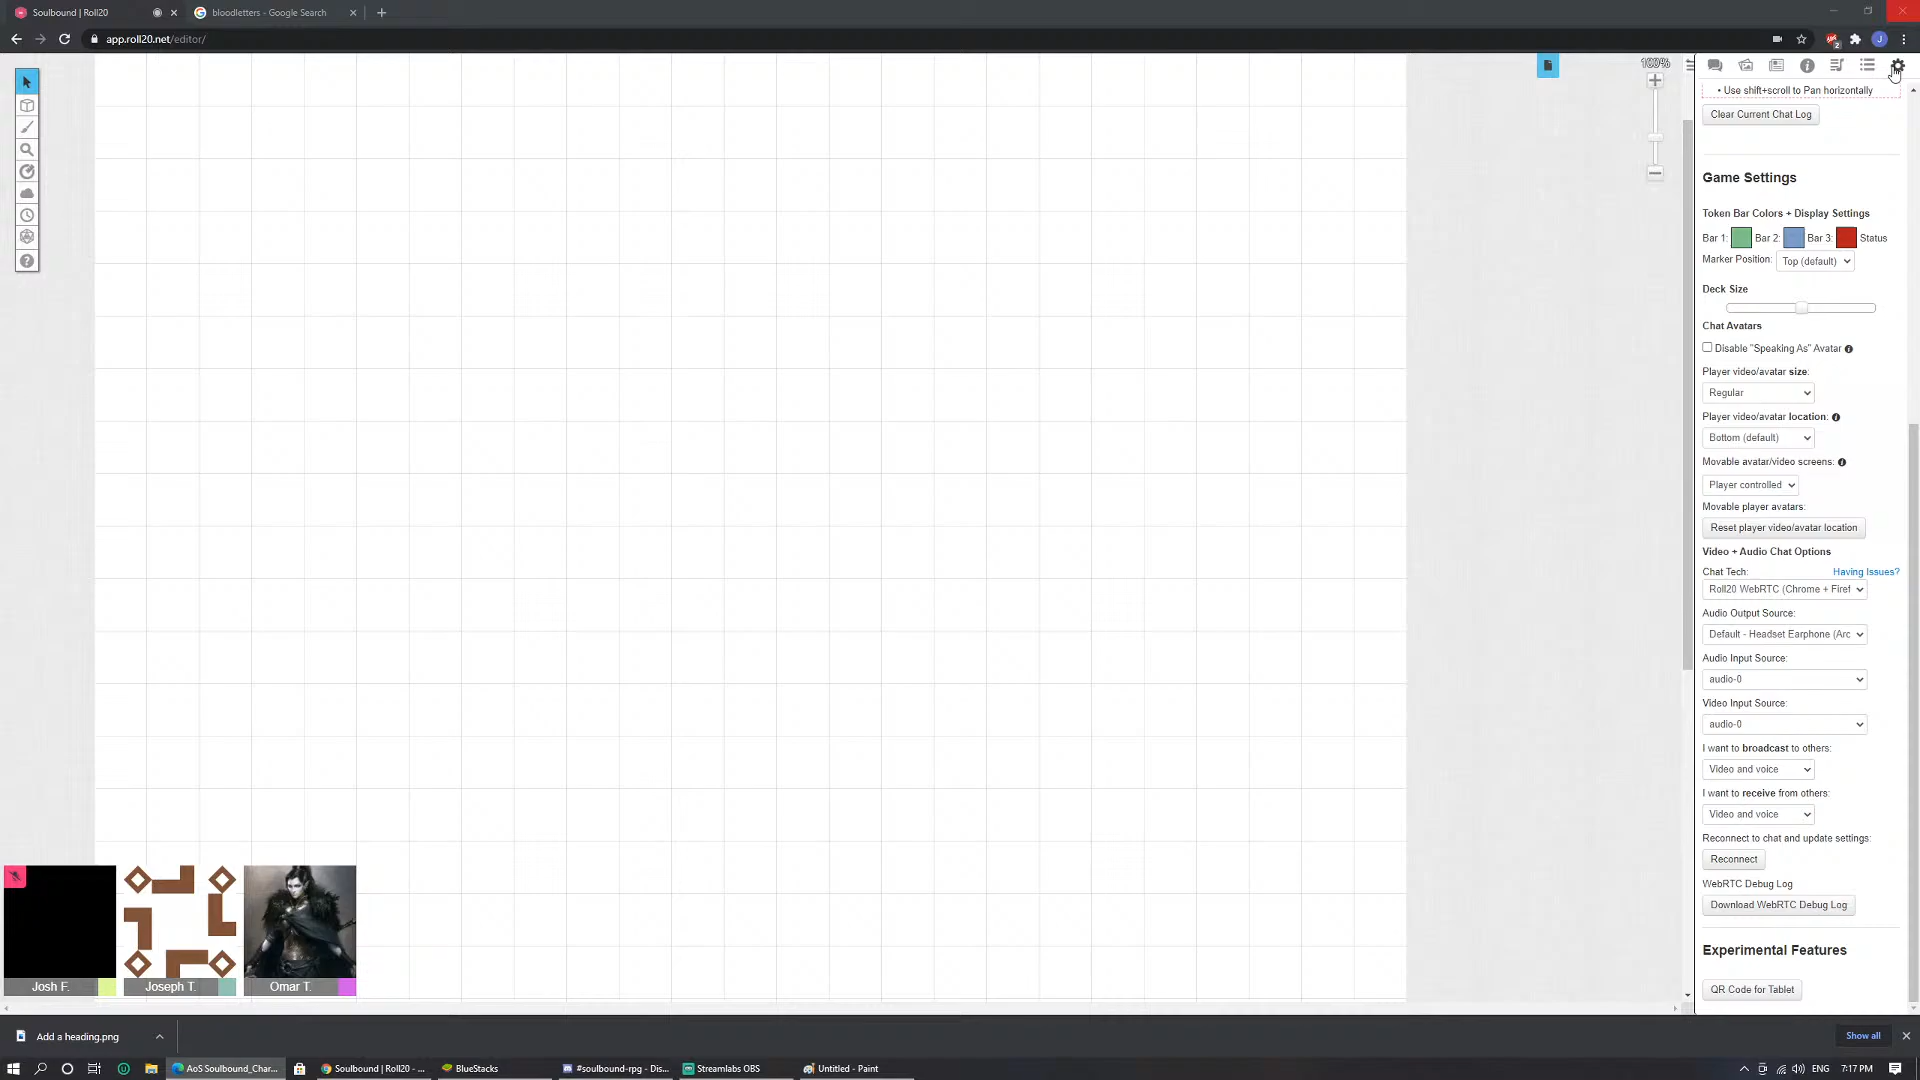 Soulbound | Roll20
bloodletters - Google Search
app.roll20.net/editor/
2
J
100%
• Use shift+scroll to Pan horizontally
Clear Current Chat Log
Game Settings
Token Bar Colors + Display Settings
Bar 1: Bar 2: Bar 3: Status
Marker Position: Top (default)
Deck Size
Chat Avatars
Disable "Speaking As" Avatar
Player video/avatar size:
Regular
Player video/avatar location:
Bottom (default)
Movable avatar/video screens:
Player controlled
Movable player avatars:
Reset player video/avatar location
Video + Audio Chat Options
Chat Tech: Having Issues?
Roll20 WebRTC (Chrome + Firef
Audio Output Source:
Default - Headset Earphone (Arc
Audio Input Source:
audio-0
Video Input Source:
audio-0
I want to broadcast to others:
Video and voice
I want to receive from others:
Video and voice
Reconnect to chat and update settings:
Reconnect
WebRTC Debug Log
Download WebRTC Debug Log
Experimental Features
QR Code for Tablet
Josh F.
Joseph T.
Omar T.
Add a heading.png
Show all
AoS Soulbound_Char...
Soulbound | Roll20 - ...
BlueStacks
#soulbound-rpg - Dis...
Streamlabs OBS
Untitled - Paint
ENG
7:17 PM